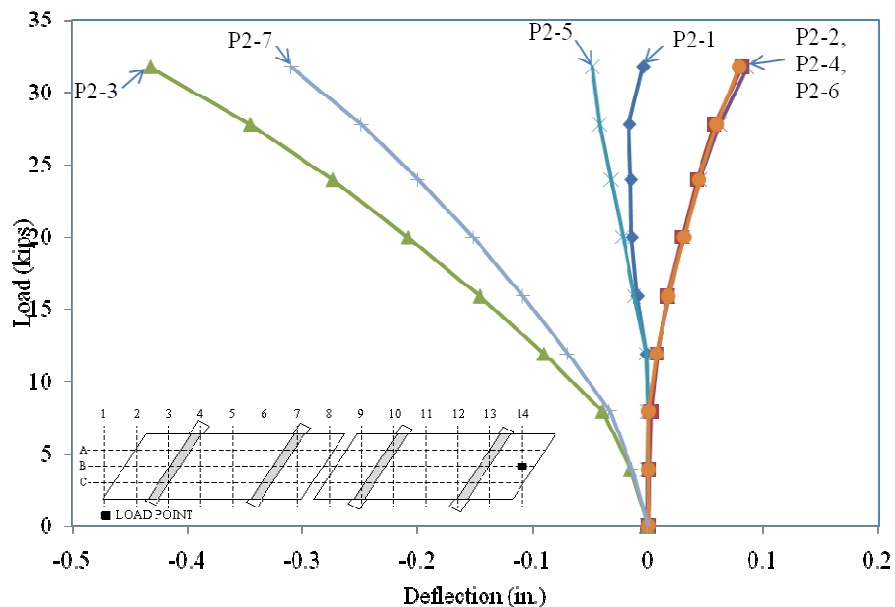 35
30
25
20
15
10
5
0
Load (kips)
P2-3
P2-7
P2-5
P2-1
P2-2,
P2-4,
P2-6
1 2 3 4 5 6 7 8 9 10 11 12 13 14
A
B
C
LOAD POINT
-0.5 -0.4 -0.3 -0.2 -0.1 0 0.1 0.2
Deflection (in.)